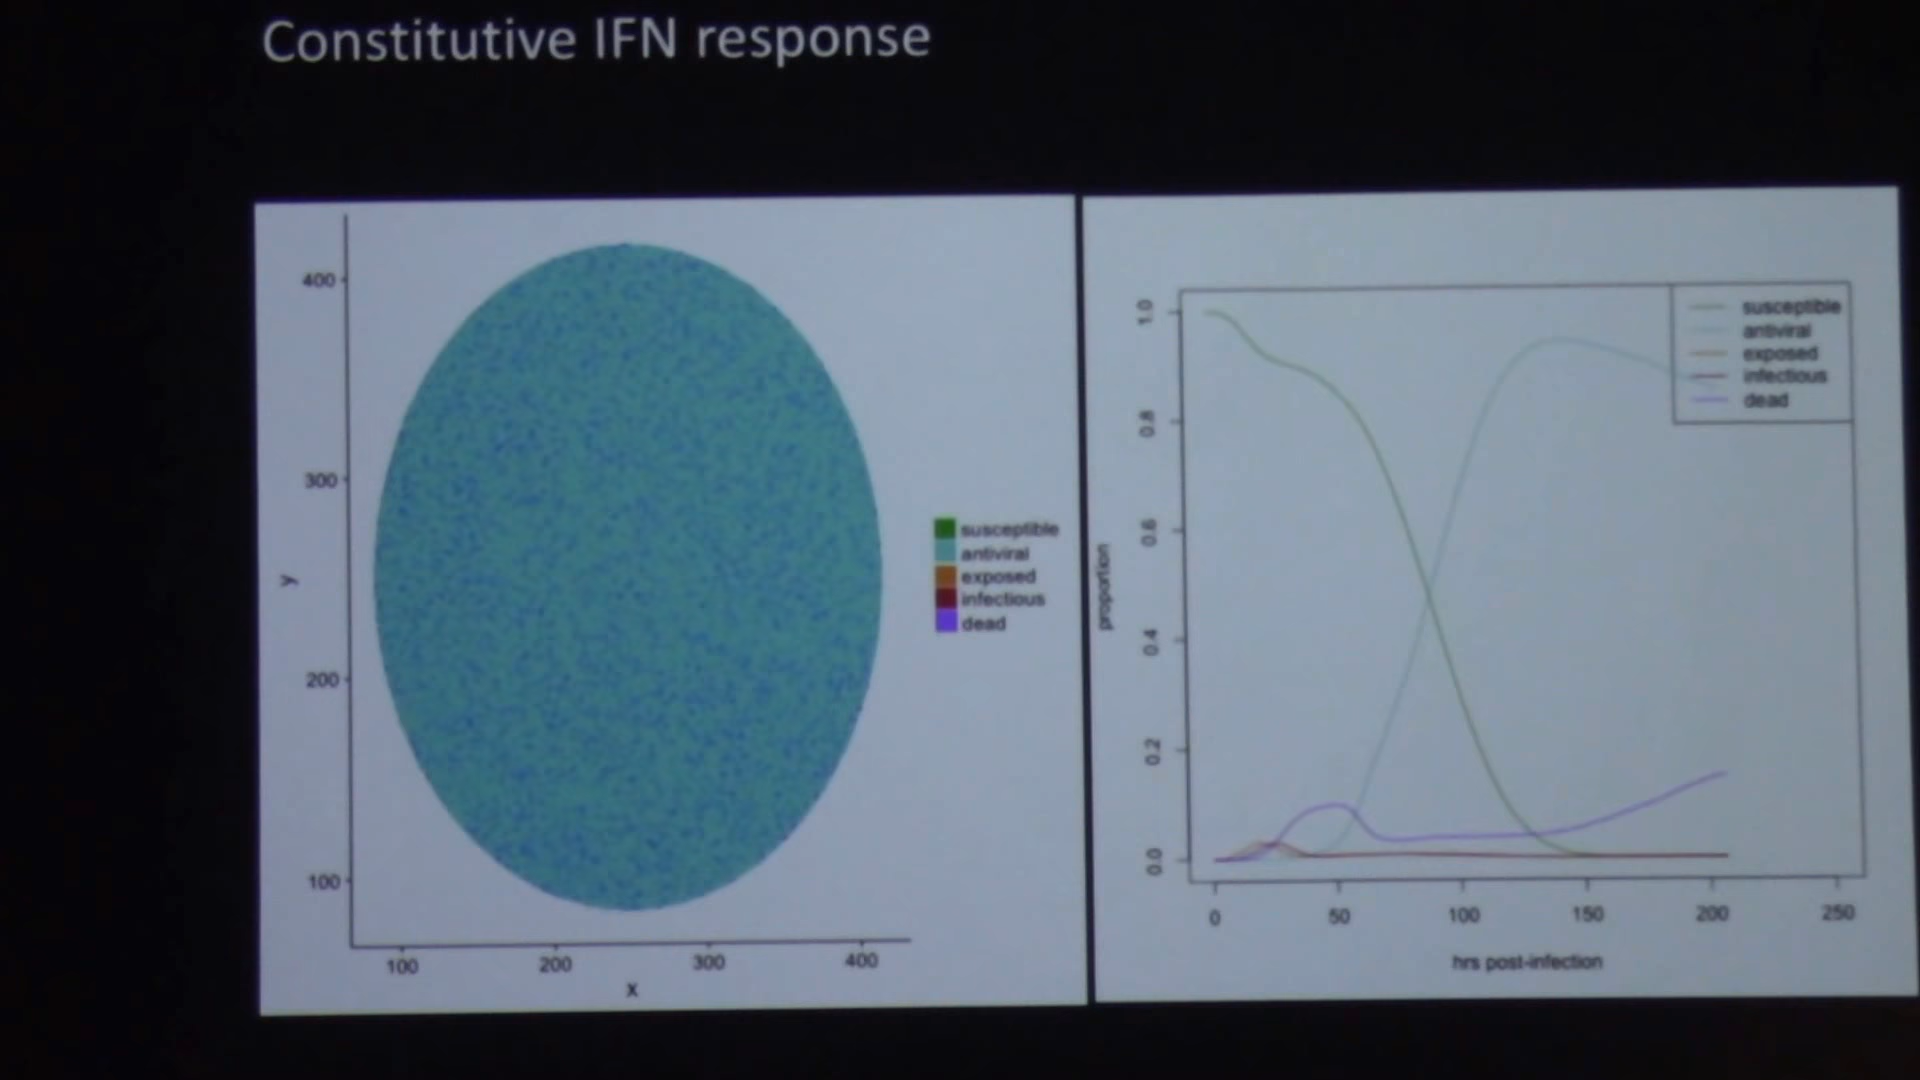 Constitutive IFN response
400
300
200
100
y
100
200
300
400
x
susceptible
antiviral
exposed
infectious
dead
1.0
0.8
0.6
0.4
0.2
0.0
proportion
susceptible
antiviral
exposed
infectious
dead
0
50
100
150
200
250
hrs post-infection